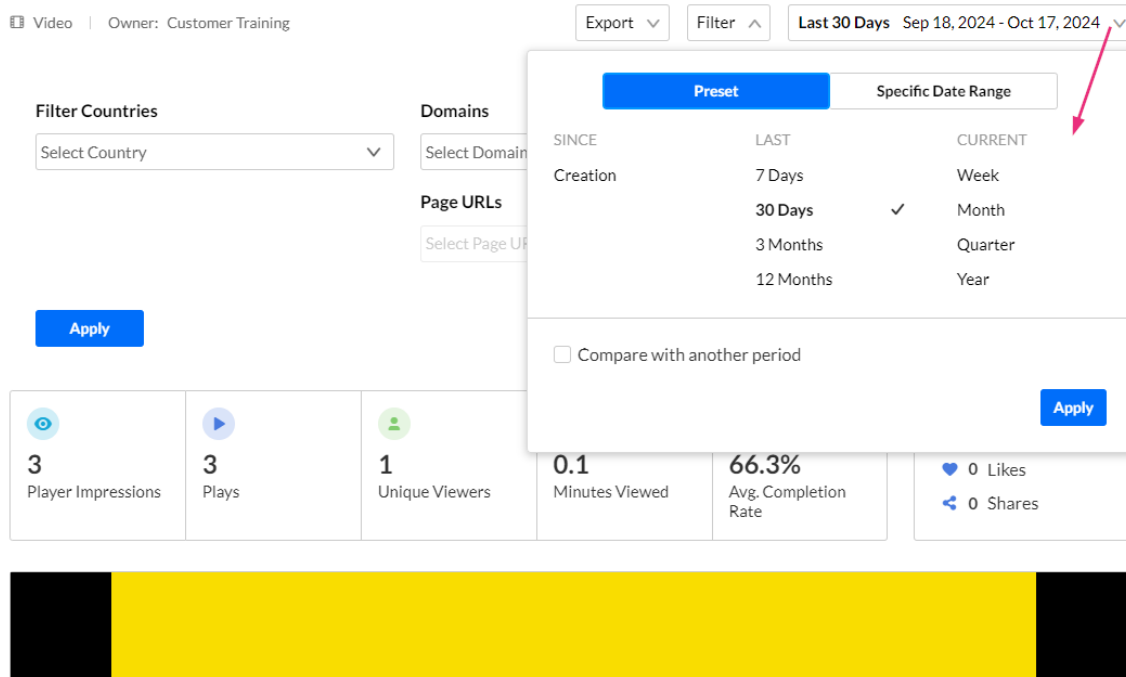 Video | Owner: Customer Training
Export
Filter
Last 30 Days Sep 18, 2024 - Oct 17, 2024
Filter Countries
Select Country
Domains
Select Domain
Page URLs
Select Page
Apply
Preset
Specific Date Range
SINCE
Creation
LAST
7 Days
30 Days
3 Months
12 Months
CURRENT
Week
Month
Quarter
Year
Compare with another period
Apply
3
Player Impressions
3
Plays
1
Unique Viewers
0.1
Minutes Viewed
66.3%
Avg. Completion
Rate
0 Likes
0 Shares